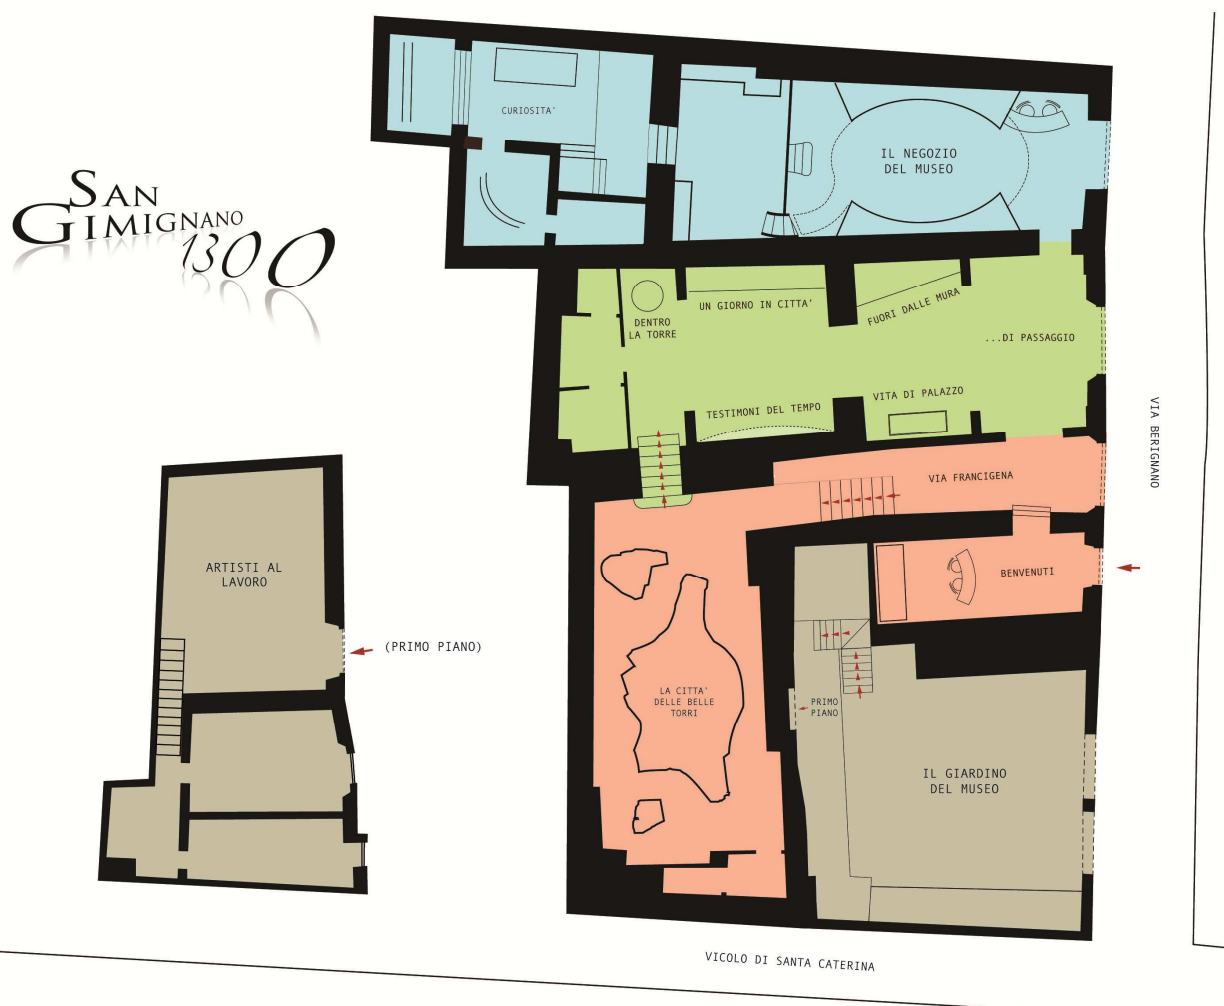 SAN
GIMIGNANO
1300
CURIOSITA'
IL NEGOZIO
DEL MUSEO
DENTRO
LA TORRE
UN GIORNO IN CITTA'
FUORI DALLE MURA
...DI PASSAGGIO
TESTIMONI DEL TEMPO
VITA DI PALAZZO
VIA FRANCIGENA
BENVENUTI
VIA BERIGNANO
ARTISTI AL
LAVORO
(PRIMO PIANO)
LA CITTA'
DELLE BELLE
TORRI
PRIMO
PIANO
IL GIARDINO
DEL MUSEO
VICOLO DI SANTA CATERINA